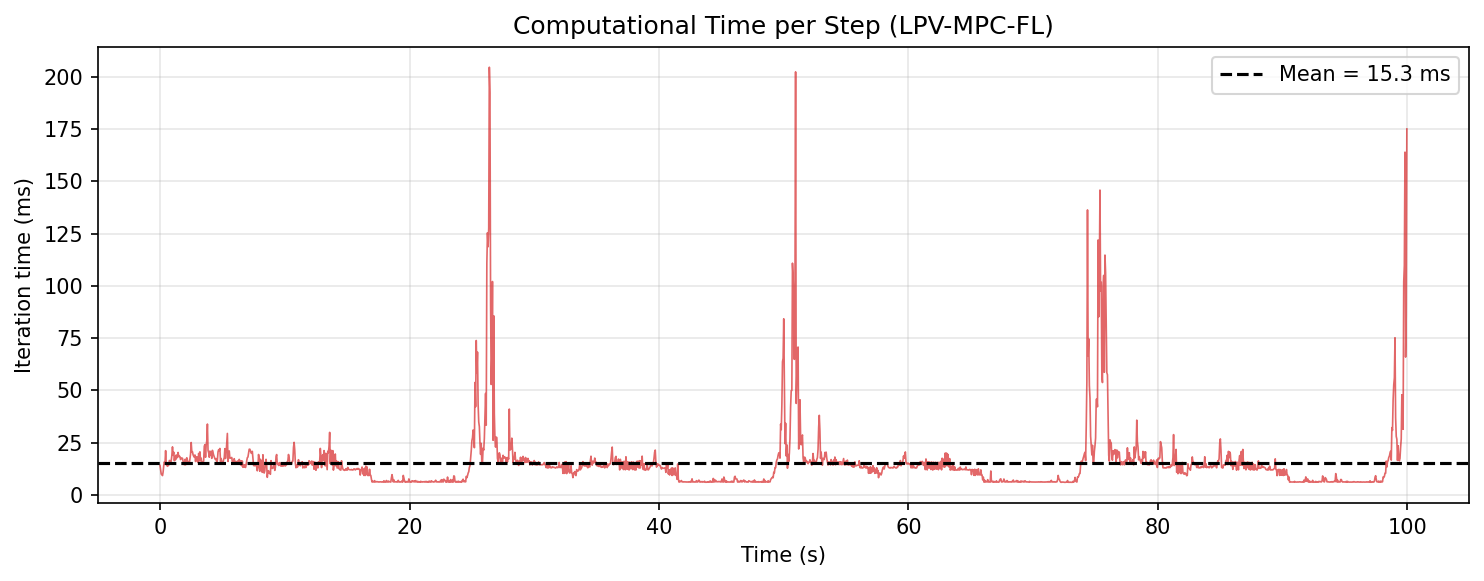 Computational Time per Step (LPV-MPC-FL)
Mean = 15.3 ms
Iteration time (ms)
200
175
150
125
100
75
50
25
0
0 20 40 60 80 100
Time (s)